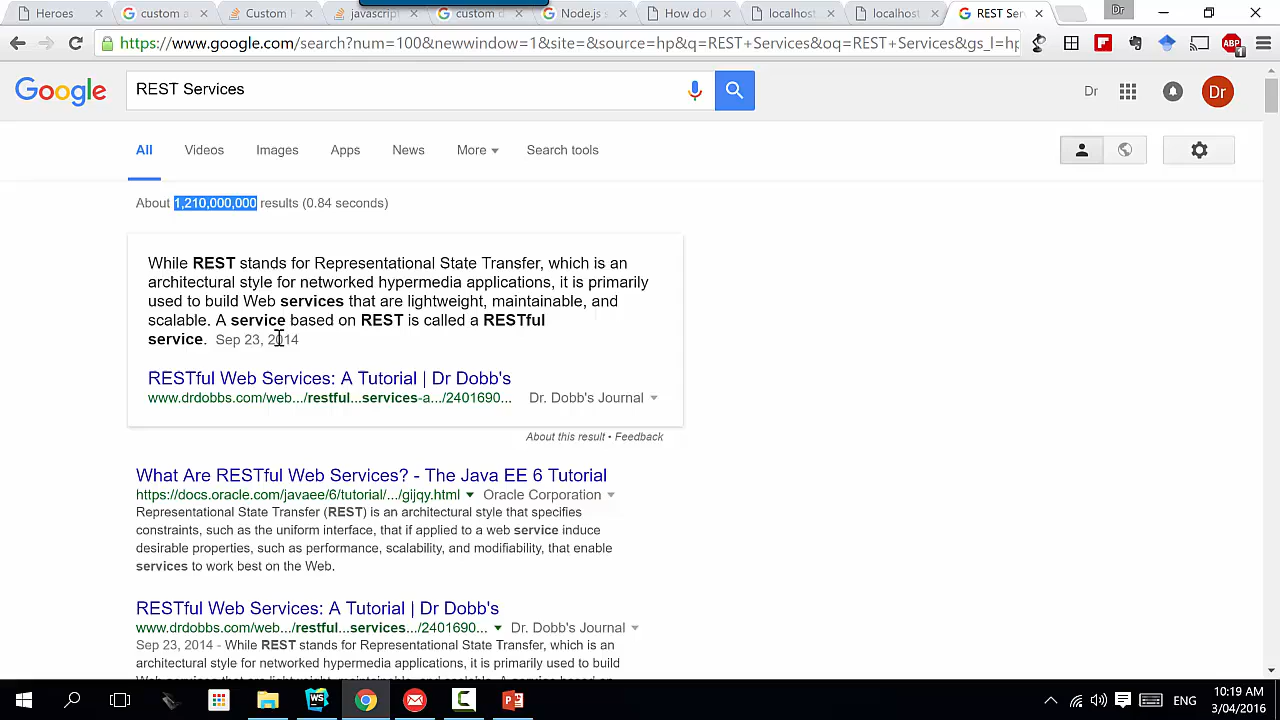 Heroes
custom a
Custom h
javascript
custom d
Node.js s
How do I
localhost
localhost
REST Ser
Dr
https://www.google.com/search?num=100&newwindow=1&site=&source=hp&q=REST+Services&oq=REST+Services&gs_l=hp
ABP
1
Google
REST Services
Dr
Dr
All
Videos
Images
Apps
News
More
Search tools
About 1,210,000,000 results (0.84 seconds)
While REST stands for Representational State Transfer, which is an
architectural style for networked hypermedia applications, it is primarily
used to build Web services that are lightweight, maintainable, and
scalable. A service based on REST is called a RESTful
service. Sep 23, 2014
RESTful Web Services: A Tutorial | Dr Dobb's
www.drdobbs.com/web.../restful...services-a.../2401690... Dr. Dobb's Journal
About this result • Feedback
What Are RESTful Web Services? - The Java EE 6 Tutorial
https://docs.oracle.com/javaee/6/tutorial/.../gijqy.html Oracle Corporation
Representational State Transfer (REST) is an architectural style that specifies
constraints, such as the uniform interface, that if applied to a web service induce
desirable properties, such as performance, scalability, and modifiability, that enable
services to work best on the Web.
RESTful Web Services: A Tutorial | Dr Dobb's
www.drdobbs.com/web.../restful...services.../2401690... Dr. Dobb's Journal
Sep 23, 2014 - While REST stands for Representational State Transfer, which is an
architectural style for networked hypermedia applications, it is primarily used to build
WS
ENG
10:19 AM
3/04/2016